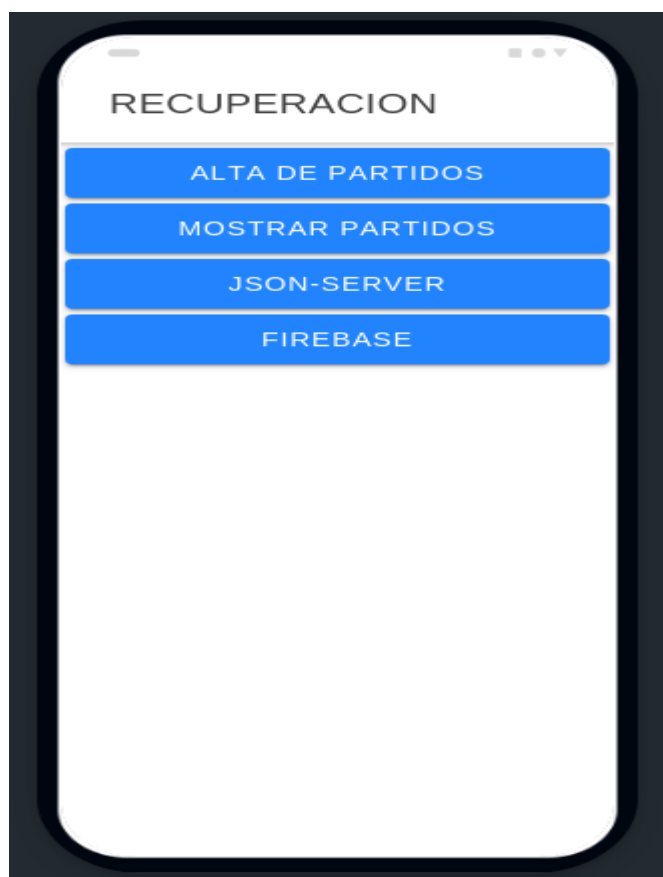 RECUPERACION
ALTA DE PARTIDOS
MOSTRAR PARTIDOS
JSON-SERVER
FIREBASE